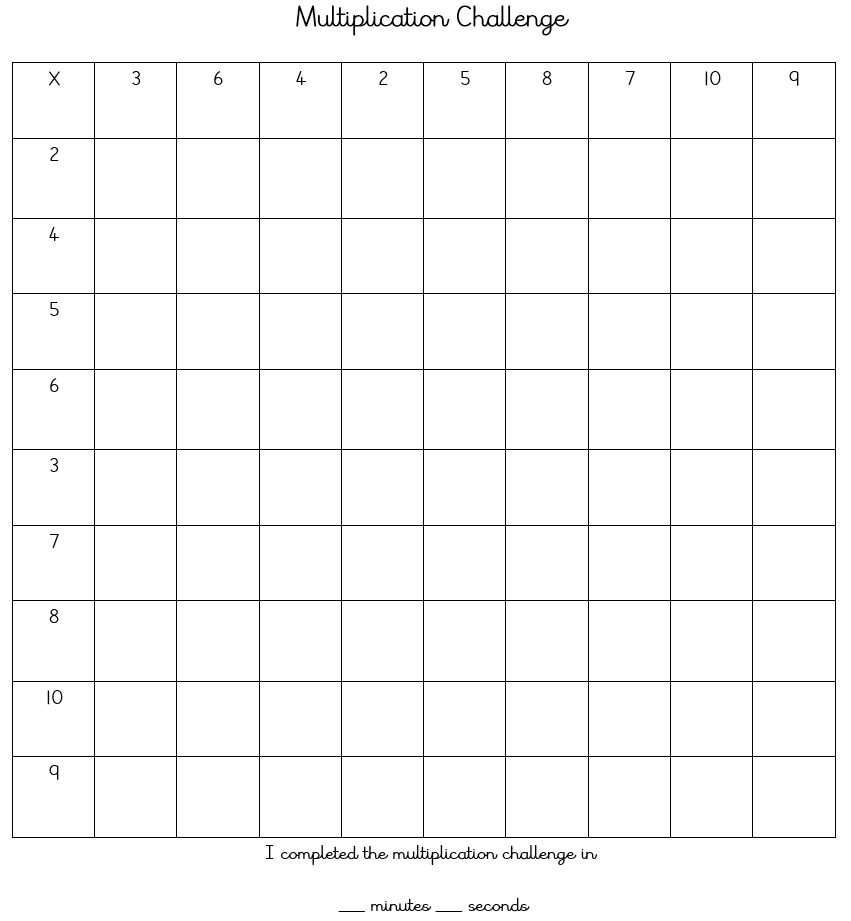 Multiplication Challenge
X 3 6 4 2 5 8 7 10 9
2
4
5
6
3
7
8
10
9
I completed the multiplication challenge in
___ minutes ___ seconds